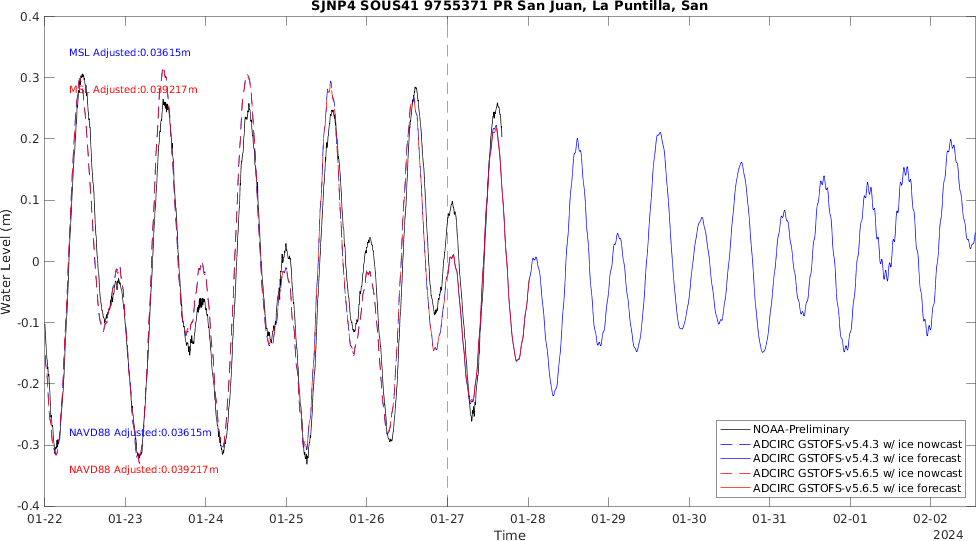 SJNP4 SOUS41 9755371 PR San Juan, La Puntilla, San
0.4
0.3
0.2
0.1
0
-0.1
-0.2
-0.3
-0.4
Water Level (m)
MSL Adjusted:0.03615m
MSL Adjusted:0.039217m
NAVD88 Adjusted:0.03615m
NAVD88 Adjusted:0.039217m
NOAA-Preliminary
ADCIRC GSTOFS-v5.4.3 w/ ice nowcast
ADCIRC GSTOFS-v5.4.3 w/ ice forecast
ADCIRC GSTOFS-v5.6.5 w/ ice nowcast
ADCIRC GSTOFS-v5.6.5 w/ ice forecast
01-22 01-23 01-24 01-25 01-26 01-27 01-28 01-29 01-30 01-31 02-01 02-02
Time
2024